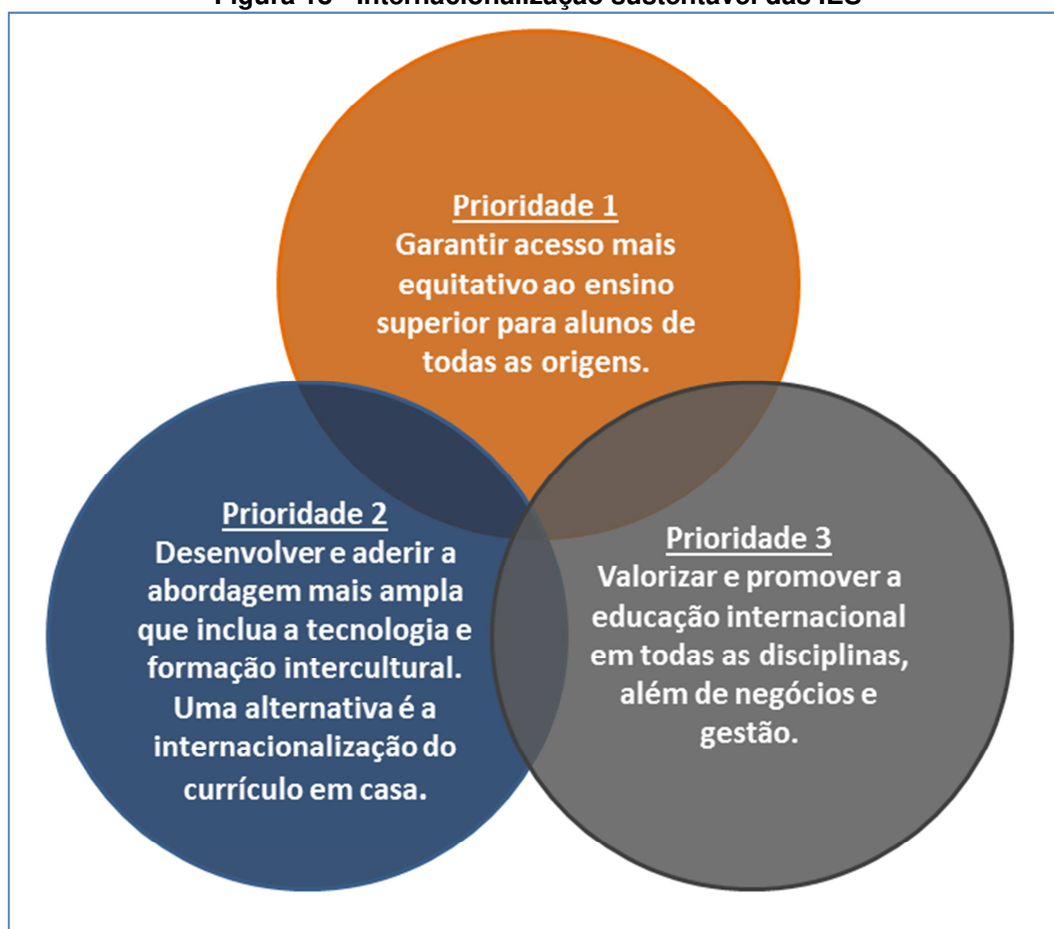 Prioridade 1
Garantir acesso mais
equitativo ao ensino
superior para alunos de
todas as origens.
Prioridade 2
Desenvolver e aderir a
abordagem mais ampla
que inclua a tecnologia e
formação intercultural.
Uma alternativa é a
internacionalização do
currículo em casa.
Prioridade 3
Valorizar e promover a
educação internacional
em todas as disciplinas,
além de negócios e
gestão.